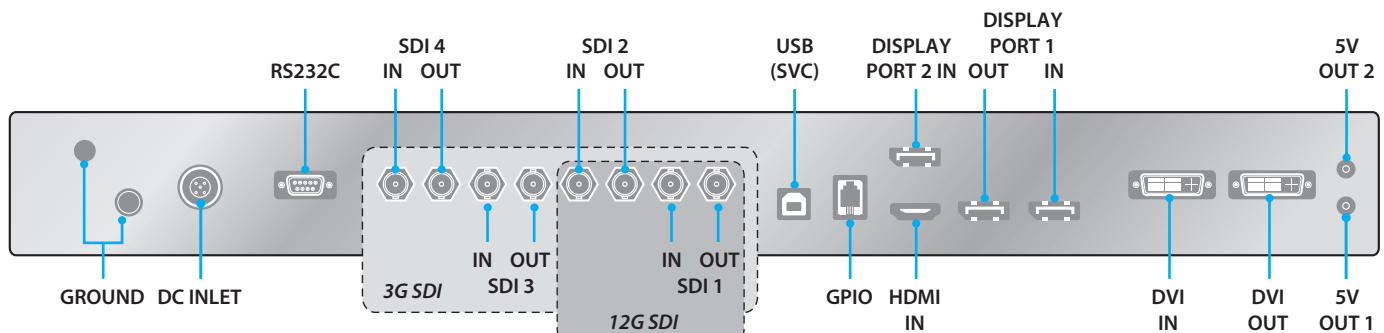 RS232C
SDI 4
IN OUT
SDI 2
IN OUT
USB
(SVC)
DISPLAY
PORT 2 IN
DISPLAY
PORT 1
OUT IN
5V
OUT 2
GROUND
DC INLET
3G SDI
IN OUT
SDI 3
12G SDI
IN OUT
SDI 1
GPIO
HDMI
IN
DVI
IN
DVI
OUT
5V
OUT 1